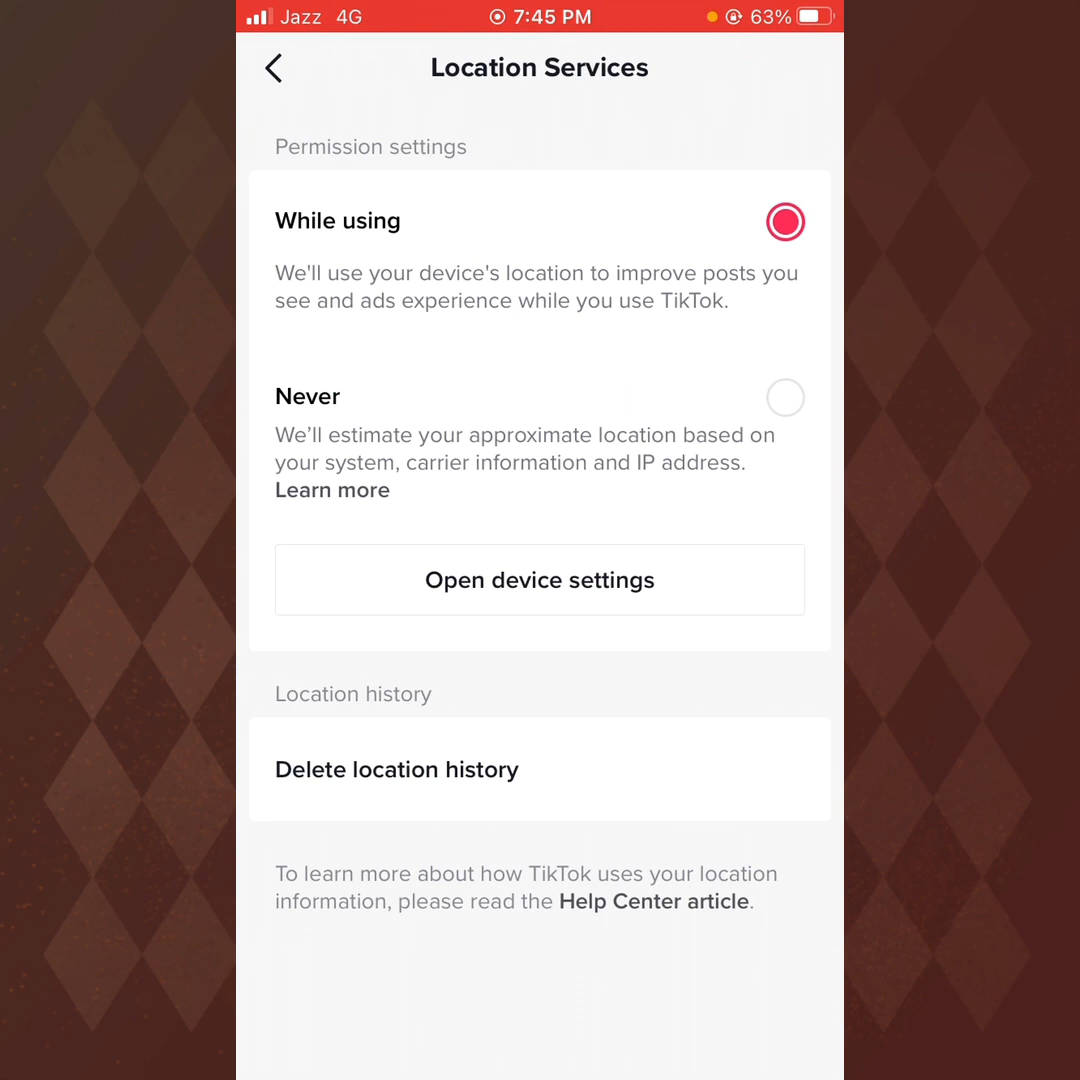 Jazz 4G 7:45 PM 63%
Location Services
Permission settings
While using
We'll use your device's location to improve posts you
see and ads experience while you use TikTok.
Never
We’ll estimate your approximate location based on
your system, carrier information and IP address.
Learn more
Open device settings
Location history
Delete location history
To learn more about how TikTok uses your location
information, please read the Help Center article.